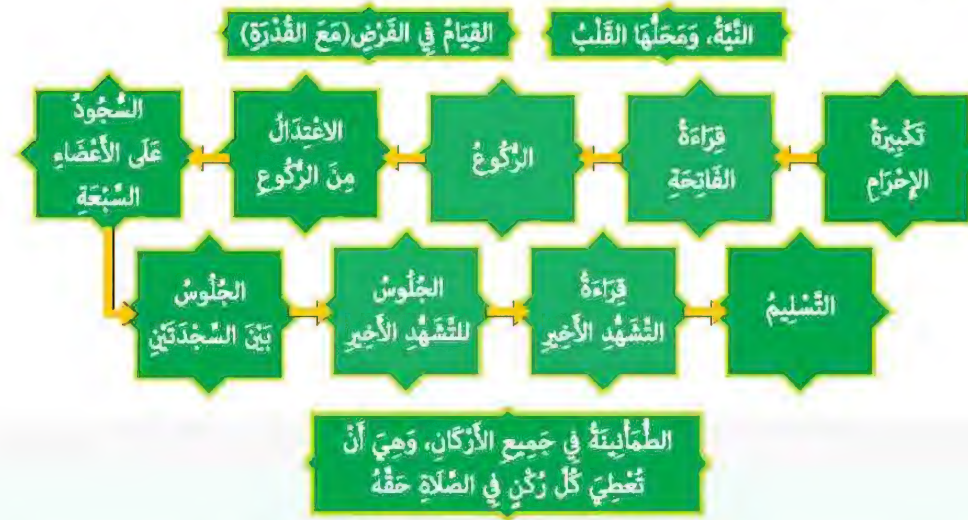 النِّيَّةُ، وَمَحَلُّهَا القَلْبُ
القِيَامُ فِي الفَرْضِ(مَعَ القُدْرَةِ)
تَكْبِيرَةُ
الإِحْرَامِ
قِرَاءَةُ
الفَاتِحَةِ
الرُّكُوعُ
الاعْتِدَالُ
مِنَ الرُّكُوعِ
السُّجُودُ
عَلَى الأَعْضَاءِ
السَّبْعَةِ
الجُلُوسُ
بَيْنَ السَّجْدَتَيْنِ
الجُلُوسُ
للتَّشَهُّدِ الأَخِيرِ
قِرَاءَةُ
التَّشَهُّدِ الأَخِيرِ
التَّسْلِيمُ
الطُّمَأْنِينَةُ فِي جَمِيعِ الأَرْكَانِ، وَهِيَ أَنْ
تُعْطِيَ كُلَّ رُكْنٍ فِي الصَّلَاةِ حَقَّهُ